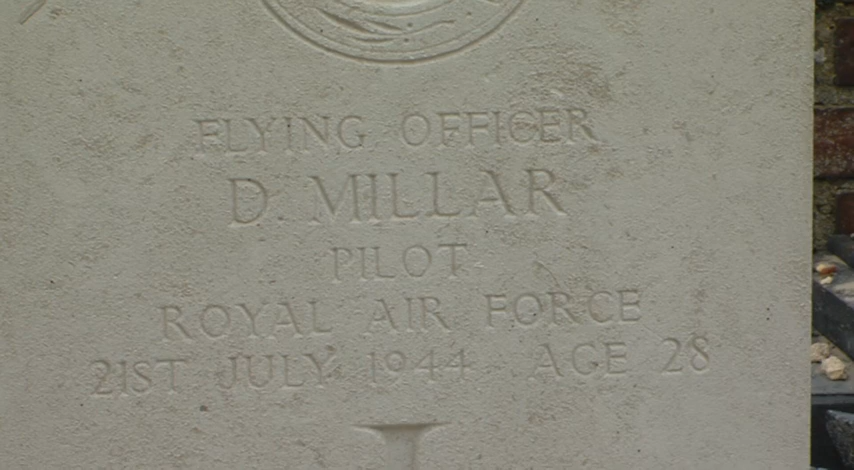 FLYING OFFICER
D. MILLAR
PILOT
ROYAL AIR FORCE
21ST JULY 1944 AGE 28